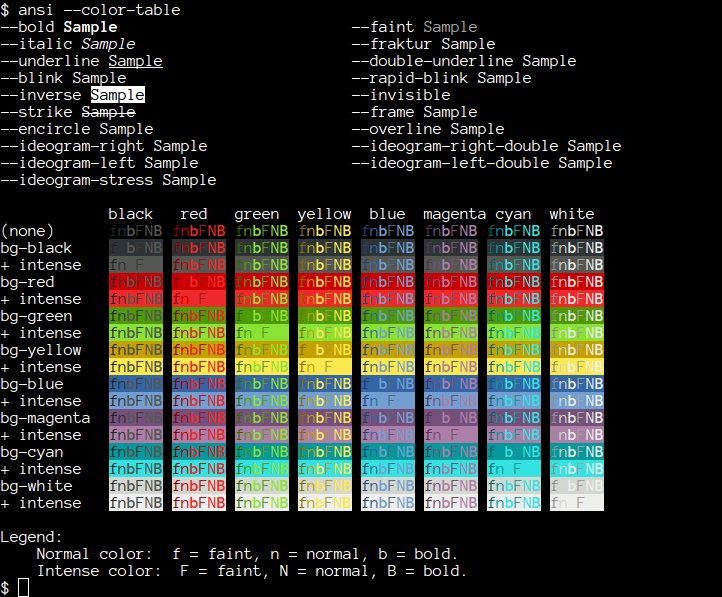 $ ansi --color-table
--bold Sample --faint Sample
--italic Sample --fraktur Sample
--underline Sample --double-underline Sample
--blink Sample --rapid-blink Sample
--inverse Sample --invisible
--strike Sample --frame Sample
--encircle Sample --overline Sample
--ideogram-right Sample --ideogram-right-double Sample
--ideogram-left Sample --ideogram-left-double Sample
--ideogram-stress Sample
black red green yellow blue magenta cyan white
(none) fnbFNB fnbFNB fnbFNB fnbFNB fnbFNB fnbFNB fnbFNB fnbFNB
bg-black f b NB fnbFNB fnbFNB fnbFNB fnbFNB fnbFNB fnbFNB fnbFNB
+ intense fn F fnbFNB fnbFNB fnbFNB fnbFNB fnbFNB fnbFNB fnbFNB
bg-red fnbFNB f b NB fnbFNB fnbFNB fnbFNB fnbFNB fnbFNB fnbFNB
+ intense fnbFNB fn F fnbFNB fnbFNB fnbFNB fnbFNB fnbFNB fnbFNB
bg-green fnbFNB fnbFNB f b NB fnbFNB fnbFNB fnbFNB fnbFNB fnbFNB
+ intense fnbFNB fnbFNB fn F fnbFNB fnbFNB fnbFNB fnbFNB fnbFNB
bg-yellow fnbFNB fnbFNB fnbFNB f b NB fnbFNB fnbFNB fnbFNB fnbFNB
+ intense fnbFNB fnbFNB fnbFNB fn F fnbFNB fnbFNB fnbFNB fnbFNB
bg-blue fnbFNB fnbFNB fnbFNB fnbFNB f b NB fnbFNB fnbFNB fnbFNB
+ intense fnbFNB fnbFNB fnbFNB fnbFNB fn F fnbFNB fnbFNB fnbFNB
bg-magenta fnbFNB fnbFNB fnbFNB fnbFNB fnbFNB f b NB fnbFNB fnbFNB
+ intense fnbFNB fnbFNB fnbFNB fnbFNB fnbFNB fn F fnbFNB fnbFNB
bg-cyan fnbFNB fnbFNB fnbFNB fnbFNB fnbFNB fnbFNB f b NB fnbFNB
+ intense fnbFNB fnbFNB fnbFNB fnbFNB fnbFNB fnbFNB fn F fnbFNB
bg-white fnbFNB fnbFNB fnbFNB fnbFNB fnbFNB fnbFNB fnbFNB f bFNB
+ intense fnbFNB fnbFNB fnbFNB fnbFNB fnbFNB fnbFNB fnbFNB fn F
Legend:
Normal color: f = faint, n = normal, b = bold.
Intense color: F = faint, N = normal, B = bold.
$